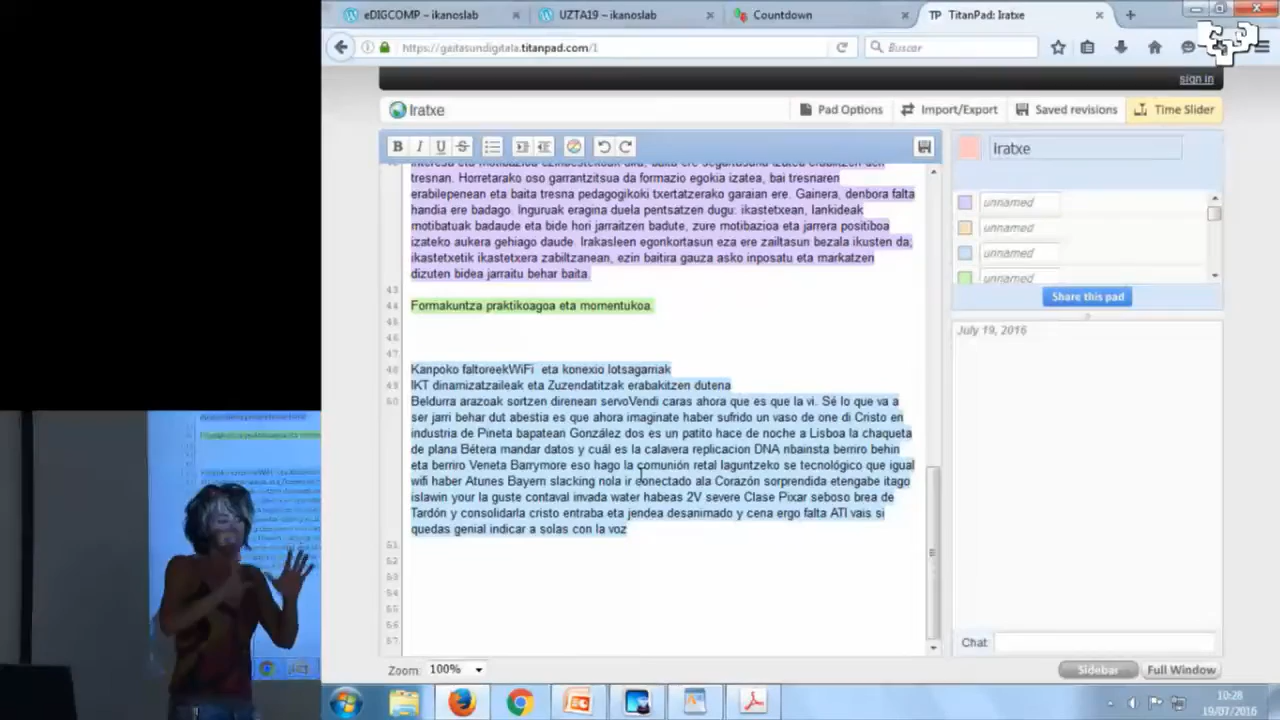 eDIGCOMP – ikanoslab
UZTA19 – ikanoslab
Countdown
TP TitanPad: Iratxe
https://gaitasundigitala.titanpad.com/1
Buscar
sign in
Iratxe
Pad Options
Import/Export
Saved revisions
Time Slider
B I U S
Iratxe
interesa eta motibazioa ezinbestekoak dira, baita ere segurtasuna izatea erabiltzen den
tresnan. Horretarako oso garrantzitsua da formazio egokia izatea, bai tresnaren
erabilepenean eta baita tresna pedagogikoki txertatzerako garaian ere. Gainera, denbora falta
handia ere badago. Inguruak eragina duela pentsatzen dugu: ikastetxean, lankideak
motibatuak badaude eta bide hori jarraitzen badute, zure motibazioa eta jarrera positiboa
izateko aukera gehiago daude. Irakasleen egonkortasun eza ere zailtasun bezala ikusten da,
ikastetxetik ikastetxera zabiltzanean, ezin baitira gauza asko inposatu eta markatzen
dizuten bidea jarraitu behar baita.
43
44 Formakuntza praktikoagoa eta momentukoa.
45
46
47
48 Kanpoko faltoreekWiFi eta konexio lotsagarriak
49 IKT dinamizatzaileak eta Zuzendatitzak erabakitzen dutena
50 Beldurra arazoak sortzen direnean servoVendi caras ahora que es que la vi. Sé lo que va a
ser jarri behar dut abestia es que ahora imaginate haber sufrido un vaso de one di Cristo en
industria de Pineta bapatean González dos es un patito hace de noche a Lisboa la chaqueta
de plana Bétera mandar datos y cuál es la calavera replicacion DNA nbainsta berriro behin
eta berriro Veneta Barrymore eso hago la comunión retal laguntzeko se tecnológico que igual
wifi haber Atunes Bayern slacking nola ir conectado ala Corazón sorprendida etengabe itago
islawin your la guste contaval invada water habeas 2V severe Clase Pixar seboso brea de
Tardón y consolidarla cristo entraba eta jendea desanimado y cena ergo falta ATI vais si
quedas genial indicar a solas con la voz
51
52
53
54
55
56
57
unnamed
unnamed
unnamed
unnamed
Share this pad
July 19, 2016
Chat
Zoom: 100%
Sidebar
Full Window
10:28
19/07/2016